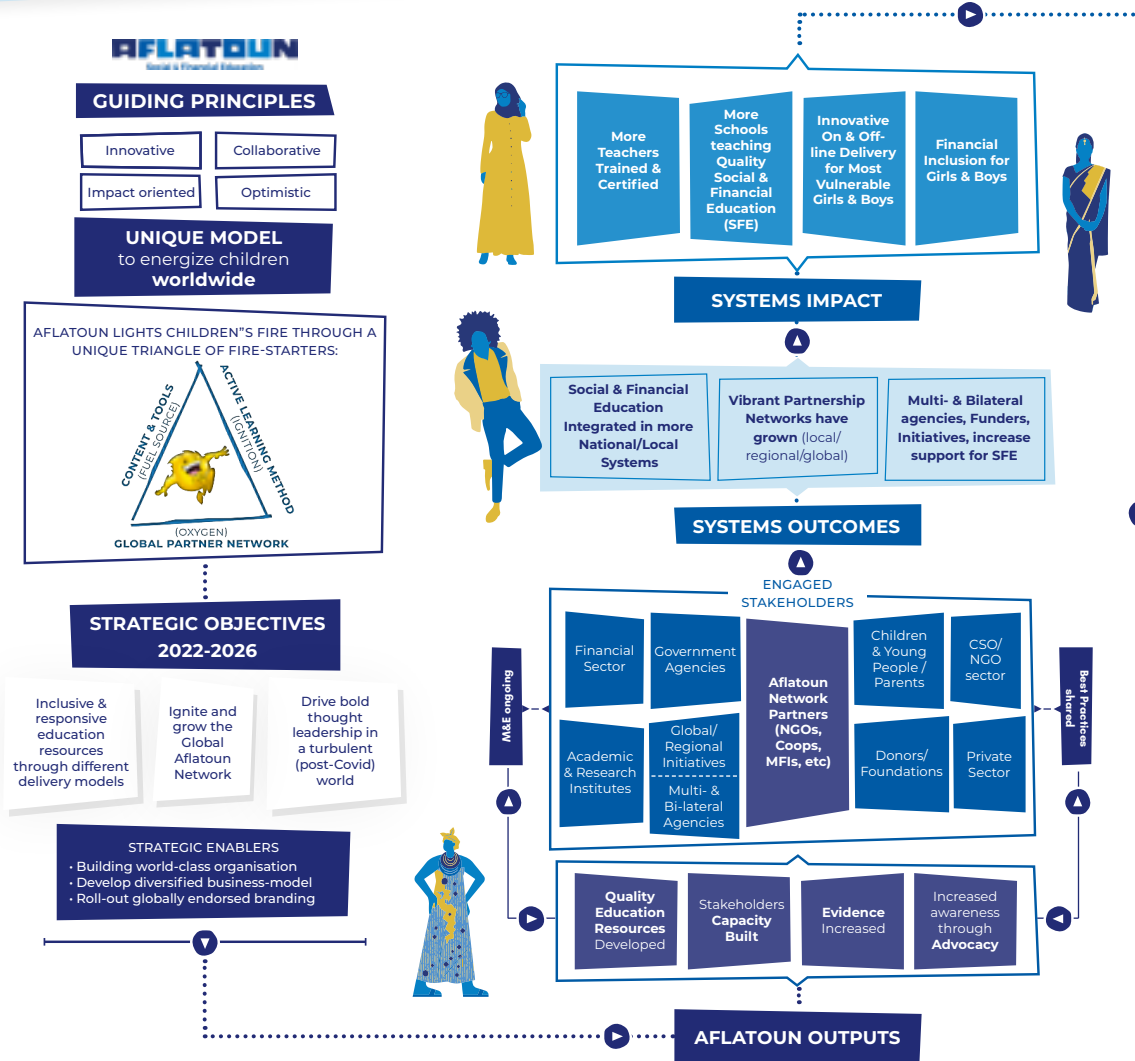 AFLATOUN
Social & Financial Education
GUIDING PRINCIPLES
Innovative
Collaborative
Impact oriented
Optimistic
UNIQUE MODEL
to energize children
worldwide
AFLATOUN LIGHTS CHILDREN"S FIRE THROUGH A
UNIQUE TRIANGLE OF FIRE-STARTERS:
CONTENT & TOOLS
(FUEL SOURCE)
ACTIVE LEARNING METHOD
(IGNITION)
(OXYGEN)
GLOBAL PARTNER NETWORK
STRATEGIC OBJECTIVES
2022-2026
Inclusive &
responsive
education
resources
through different
delivery models
Ignite and
grow the
Global
Aflatoun
Network
Drive bold
thought
leadership in
a turbulent
(post-Covid)
world
STRATEGIC ENABLERS
• Building world-class organisation
• Develop diversified business-model
• Roll-out globally endorsed branding
More
Teachers
Trained &
Certified
More
Schools
teaching
Quality
Social &
Financial
Education
(SFE)
Innovative
On & Off-
line Delivery
for Most
Vulnerable
Girls & Boys
Financial
Inclusion for
Girls & Boys
SYSTEMS IMPACT
Social & Financial
Education
Integrated in more
National/Local
Systems
Vibrant Partnership
Networks have
grown (local/
regional/global)
Multi- & Bilateral
agencies, Funders,
Initiatives, increase
support for SFE
SYSTEMS OUTCOMES
ENGAGED
STAKEHOLDERS
Financial
Sector
Government
Agencies
Aflatoun
Network
Partners
(NGOs,
Coops,
MFIs, etc)
Children
& Young
People /
Parents
CSO/
NGO
sector
Academic
& Research
Institutes
Global/
Regional
Initiatives
Multi- &
Bi-lateral
Agencies
Donors/
Foundations
Private
Sector
M&E ongoing
Best Practices
shared
Quality
Education
Resources
Developed
Stakeholders
Capacity
Built
Evidence
Increased
Increased
awareness
through
Advocacy
AFLATOUN OUTPUTS